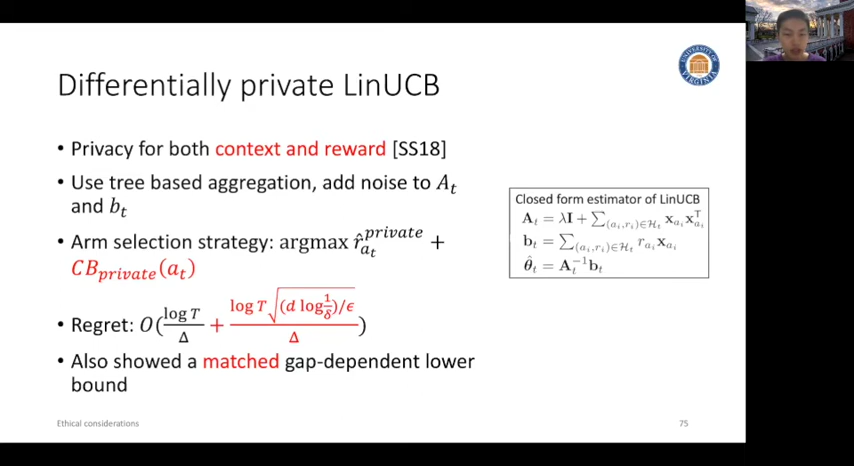 Differentially private LinUCB
UNIVERSITY OF VIRGINIA
• Privacy for both context and reward [SS18]
• Use tree based aggregation, add noise to A_t
and b_t
• Arm selection strategy: argmax r̂_{a_t}^{private} +
CB_{private}(a_t)
• Regret: O(log T / Δ + log T √((d log 1/δ)/ϵ) / Δ)
• Also showed a matched gap-dependent lower
bound
Closed form estimator of LinUCB
A_t = λI + ∑_{(a_i,r_i)∈H_t} x_{a_i} x_{a_i}^T
b_t = ∑_{(a_i,r_i)∈H_t} r_{a_i} x_{a_i}
θ̂_t = A_t^{-1} b_t
Ethical considerations
75